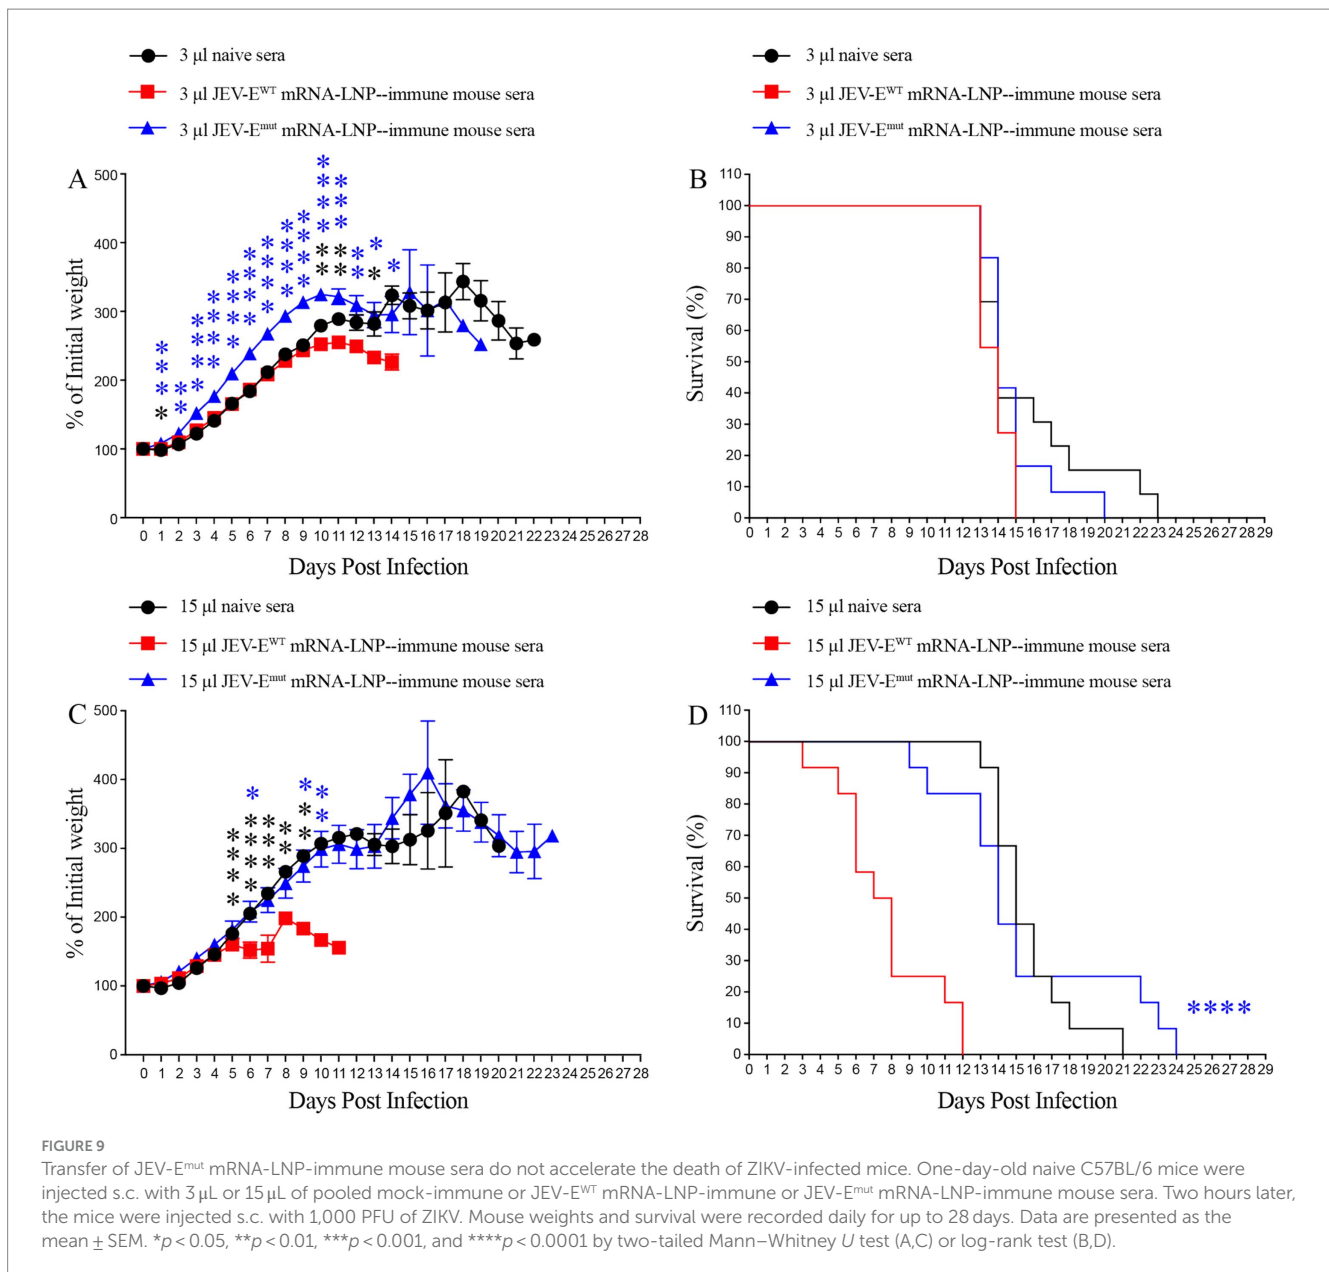 3 μl naive sera
3 μl JEV-E^WT mRNA-LNP--immune mouse sera
3 μl JEV-E^mut mRNA-LNP--immune mouse sera
A
% of Initial weight
500
400
300
200
100
0
0 1 2 3 4 5 6 7 8 9 10 11 12 13 14 15 16 17 18 19 20 21 22 23 24 25 26 27 28
Days Post Infection
3 μl naive sera
3 μl JEV-E^WT mRNA-LNP--immune mouse sera
3 μl JEV-E^mut mRNA-LNP--immune mouse sera
B
Survival (%)
110
100
90
80
70
60
50
40
30
20
10
0
0 1 2 3 4 5 6 7 8 9 10 11 12 13 14 15 16 17 18 19 20 21 22 23 24 25 26 27 28 29
Days Post Infection
15 μl naive sera
15 μl JEV-E^WT mRNA-LNP--immune mouse sera
15 μl JEV-E^mut mRNA-LNP--immune mouse sera
C
% of Initial weight
500
400
300
200
100
0
0 1 2 3 4 5 6 7 8 9 10 11 12 13 14 15 16 17 18 19 20 21 22 23 24 25 26 27 28
Days Post Infection
15 μl naive sera
15 μl JEV-E^WT mRNA-LNP--immune mouse sera
15 μl JEV-E^mut mRNA-LNP--immune mouse sera
D
Survival (%)
110
100
90
80
70
60
50
40
30
20
10
0
****
0 1 2 3 4 5 6 7 8 9 10 11 12 13 14 15 16 17 18 19 20 21 22 23 24 25 26 27 28 29
Days Post Infection
FIGURE 9
Transfer of JEV-E^mut mRNA-LNP-immune mouse sera do not accelerate the death of ZIKV-infected mice. One-day-old naive C57BL/6 mice were
injected s.c. with 3 μL or 15 μL of pooled mock-immune or JEV-E^WT mRNA-LNP-immune or JEV-E^mut mRNA-LNP-immune mouse sera. Two hours later,
the mice were injected s.c. with 1,000 PFU of ZIKV. Mouse weights and survival were recorded daily for up to 28 days. Data are presented as the
mean ± SEM. *p < 0.05, **p < 0.01, ***p < 0.001, and ****p < 0.0001 by two-tailed Mann–Whitney U test (A,C) or log-rank test (B,D).